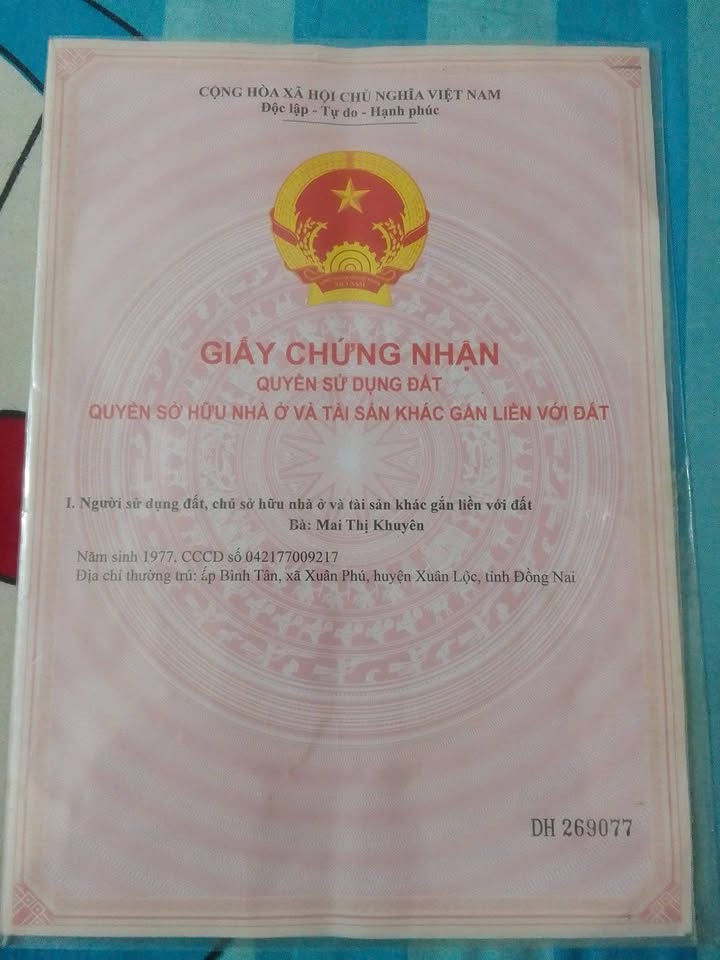 CỘNG HÒA XÃ HỘI CHỦ NGHĨA VIỆT NAM
Độc lập - Tự do - Hạnh phúc
VIỆT NAM
GIẤY CHỨNG NHẬN
QUYỀN SỬ DỤNG ĐẤT
QUYỀN SỞ HỮU NHÀ Ở VÀ TÀI SẢN KHÁC GẮN LIỀN VỚI ĐẤT
I. Người sử dụng đất, chủ sở hữu nhà ở và tài sản khác gắn liền với đất
Bà: Mai Thị Khuyên
Năm sinh 1977, CCCD số 042177009217
Địa chỉ thường trú: ấp Bình Tân, xã Xuân Phú, huyện Xuân Lộc, tỉnh Đồng Nai
DH 269077